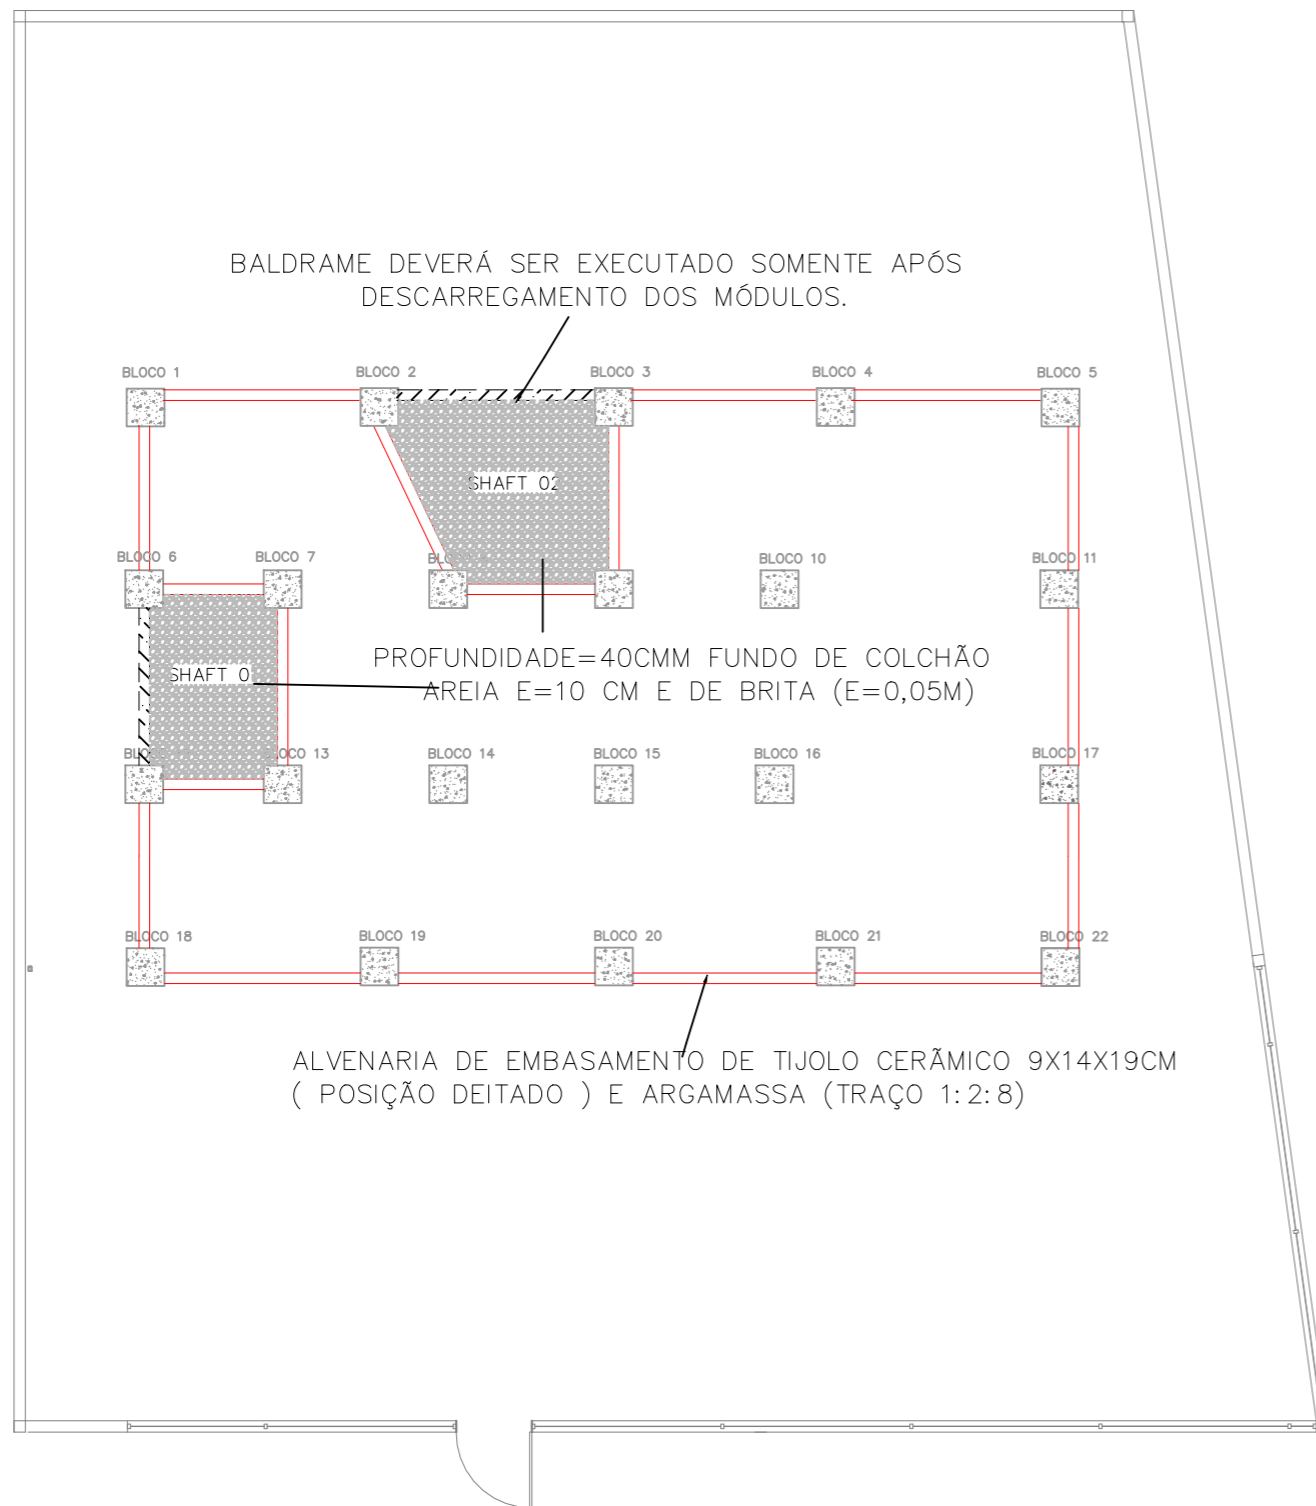 BALDRAME DEVERÁ SER EXECUTADO SOMENTE APÓS
DESCARREGAMENTO DOS MÓDULOS.
BLOCO 1
BLOCO 2
BLOCO 3
BLOCO 4
BLOCO 5
SHAFT 02
BLOCO 6
BLOCO 7
BLOCO 10
BLOCO 11
PROFUNDIDADE=40CMM FUNDO DE COLCHÃO
AREIA E=10 CM E DE BRITA (E=0,05M)
SHAFT 0
BLOCO 13
BLOCO 14
BLOCO 15
BLOCO 16
BLOCO 17
BLOCO 18
BLOCO 19
BLOCO 20
BLOCO 21
BLOCO 22
ALVENARIA DE EMBASAMENTO DE TIJOLO CERÃMICO 9X14X19CM
( POSIÇÃO DEITADO ) E ARGAMASSA (TRAÇO 1:2:8)